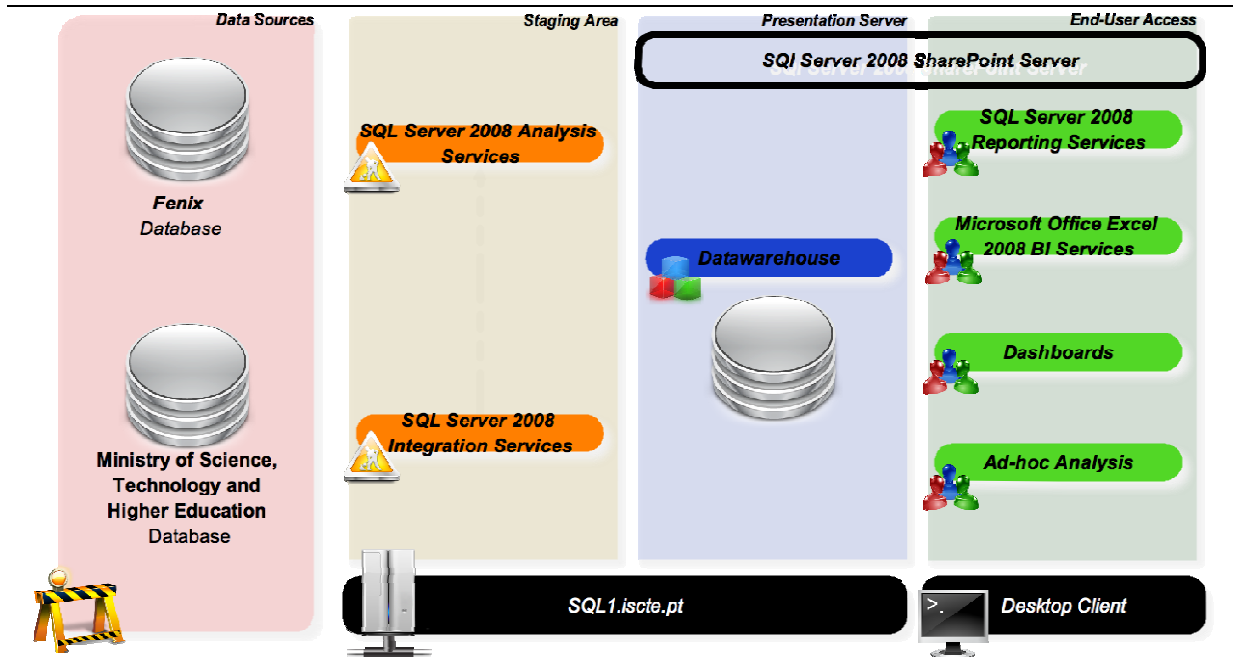 Data Sources
Staging Area
Presentation Server
End-User Access
SQl Server 2008 SharePoint Server
Fenix
Database
Ministry of Science,
Technology and
Higher Education
Database
SQL Server 2008 Analysis
Services
SQL Server 2008
Integration Services
Datawarehouse
SQL Server 2008
Reporting Services
Microsoft Office Excel
2008 BI Services
Dashboards
Ad-hoc Analysis
SQL1.iscte.pt
>_
Desktop Client